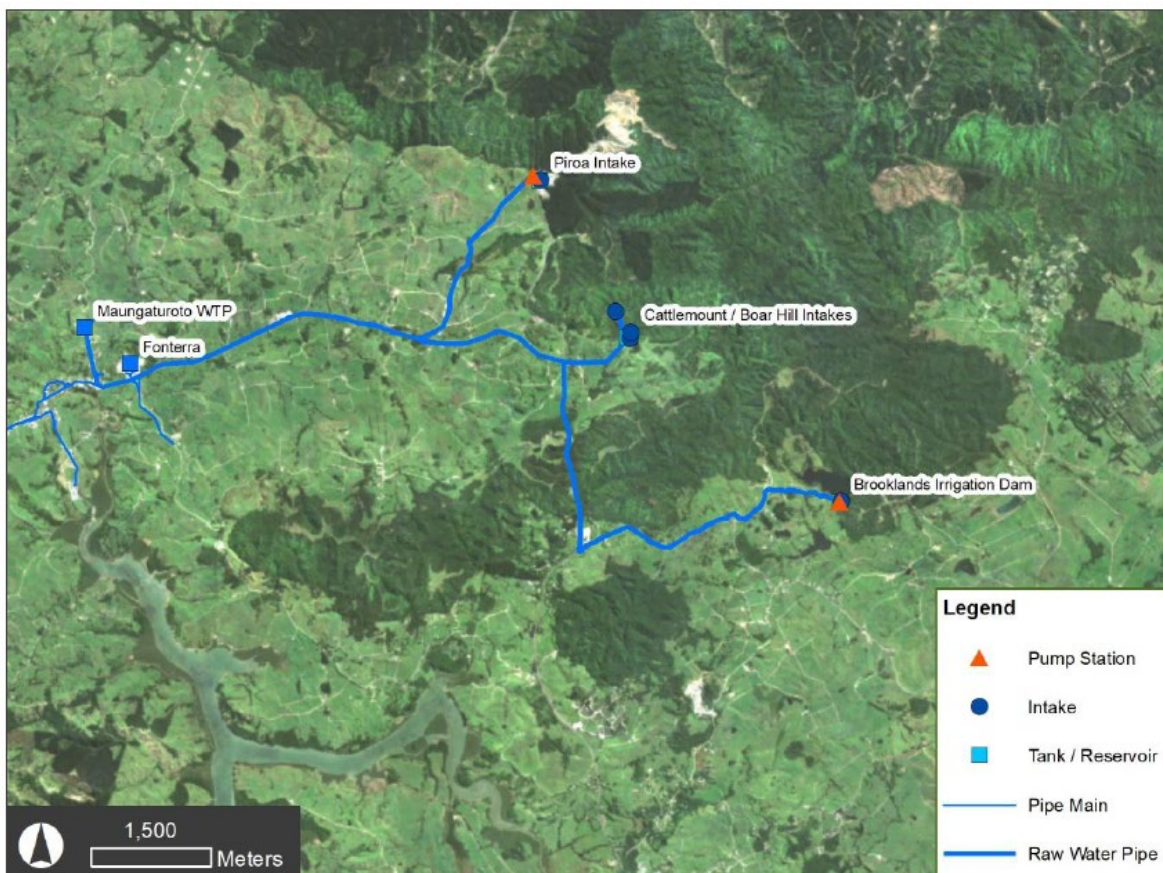 Piroa Intake
Cattlemount / Boar Hill Intakes
Maungaturoto WTP
Fonterra
Brooklands Irrigation Dam
Legend
Pump Station
Intake
Tank / Reservoir
Pipe Main
Raw Water Pipe
1,500
Meters